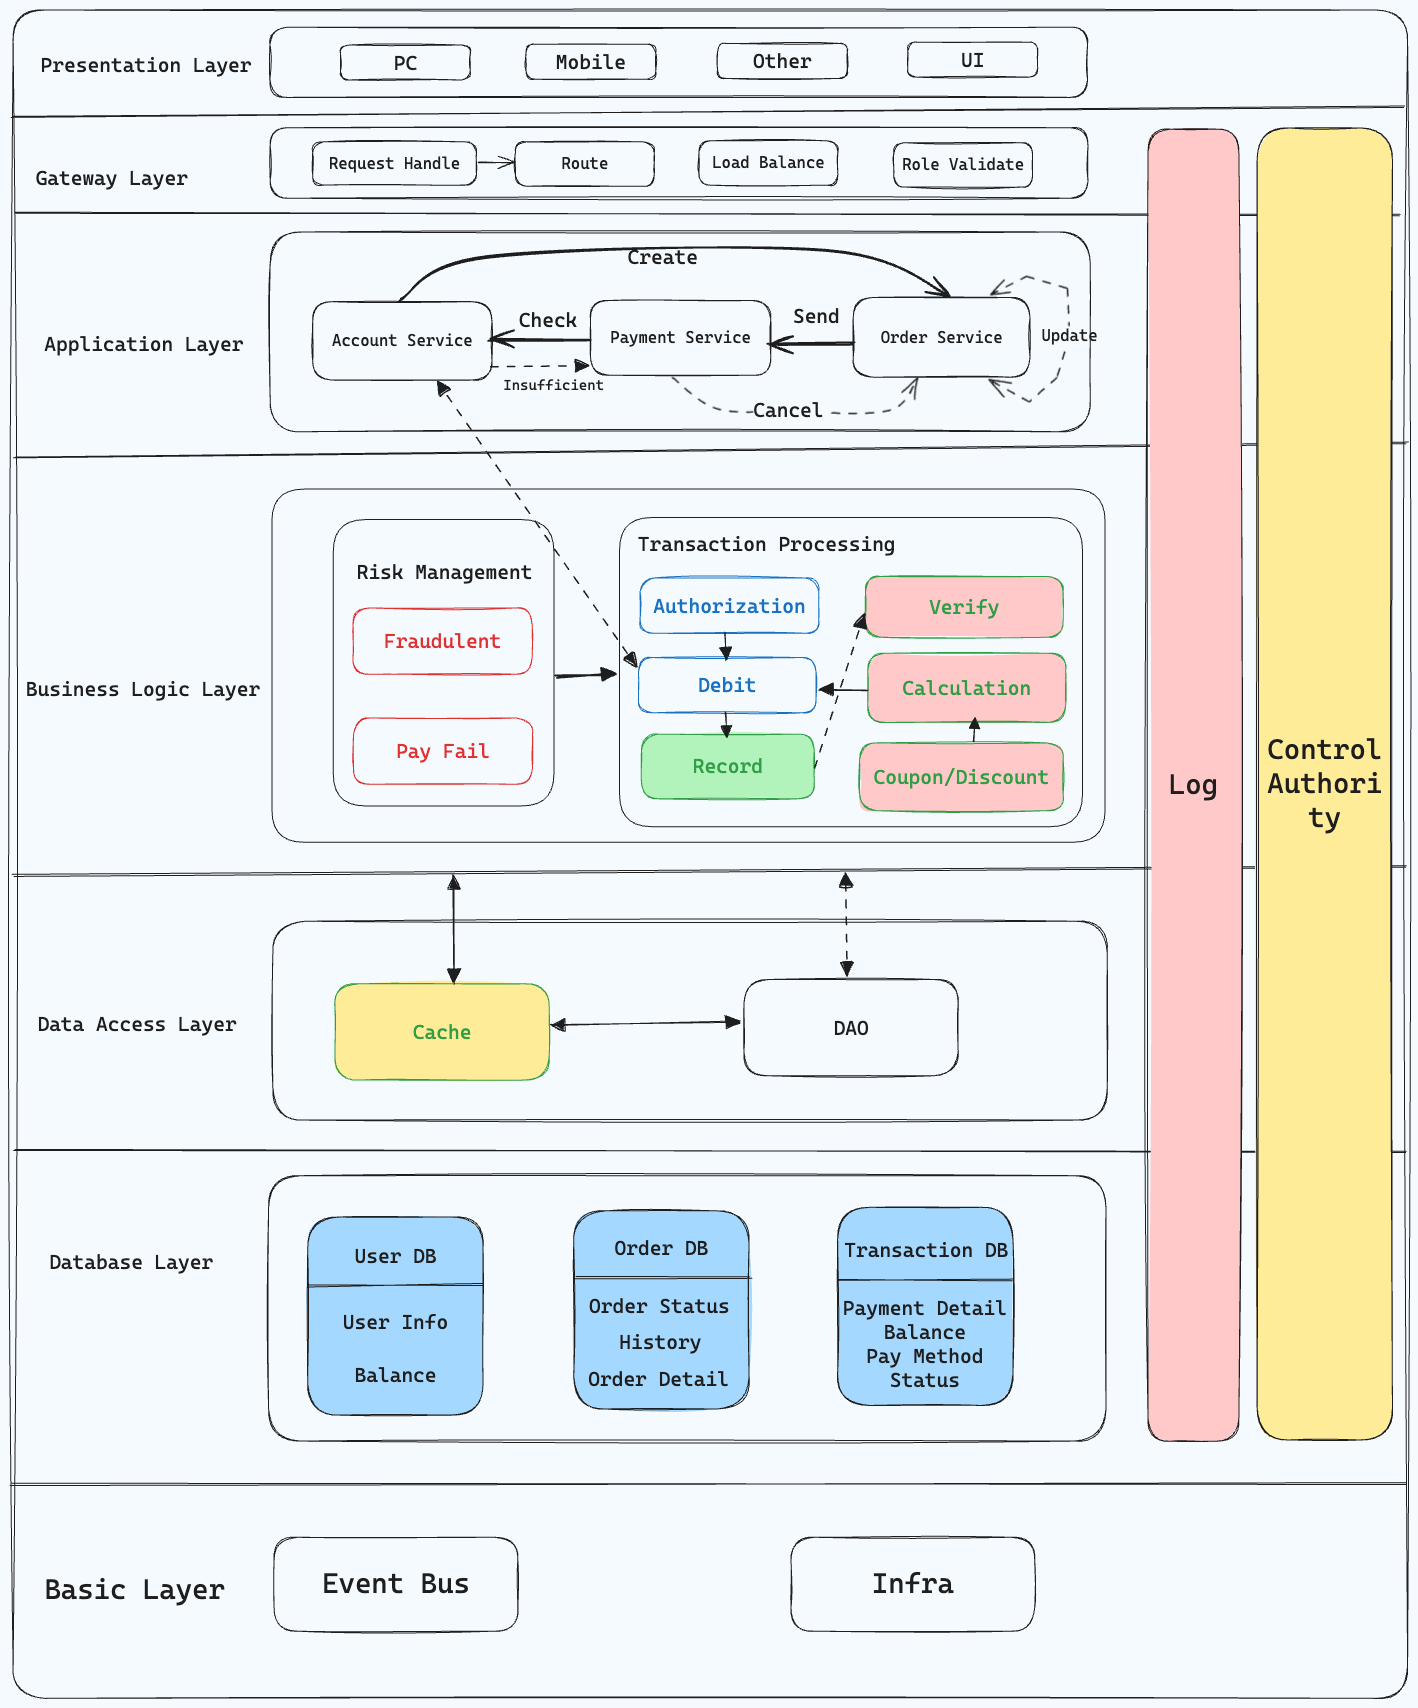 Presentation Layer
PC
Mobile
Other
UI
Gateway Layer
Request Handle
Route
Load Balance
Role Validate
Application Layer
Create
Account Service
Check
Payment Service
Send
Order Service
Update
Insufficient
Cancel
Business Logic Layer
Risk Management
Fraudulent
Pay Fail
Transaction Processing
Authorization
Debit
Record
Verify
Calculation
Coupon/Discount
Log
Control
Authori
ty
Data Access Layer
Cache
DAO
Database Layer
User DB
User Info
Balance
Order DB
Order Status
History
Order Detail
Transaction DB
Payment Detail
Balance
Pay Method
Status
Basic Layer
Event Bus
Infra